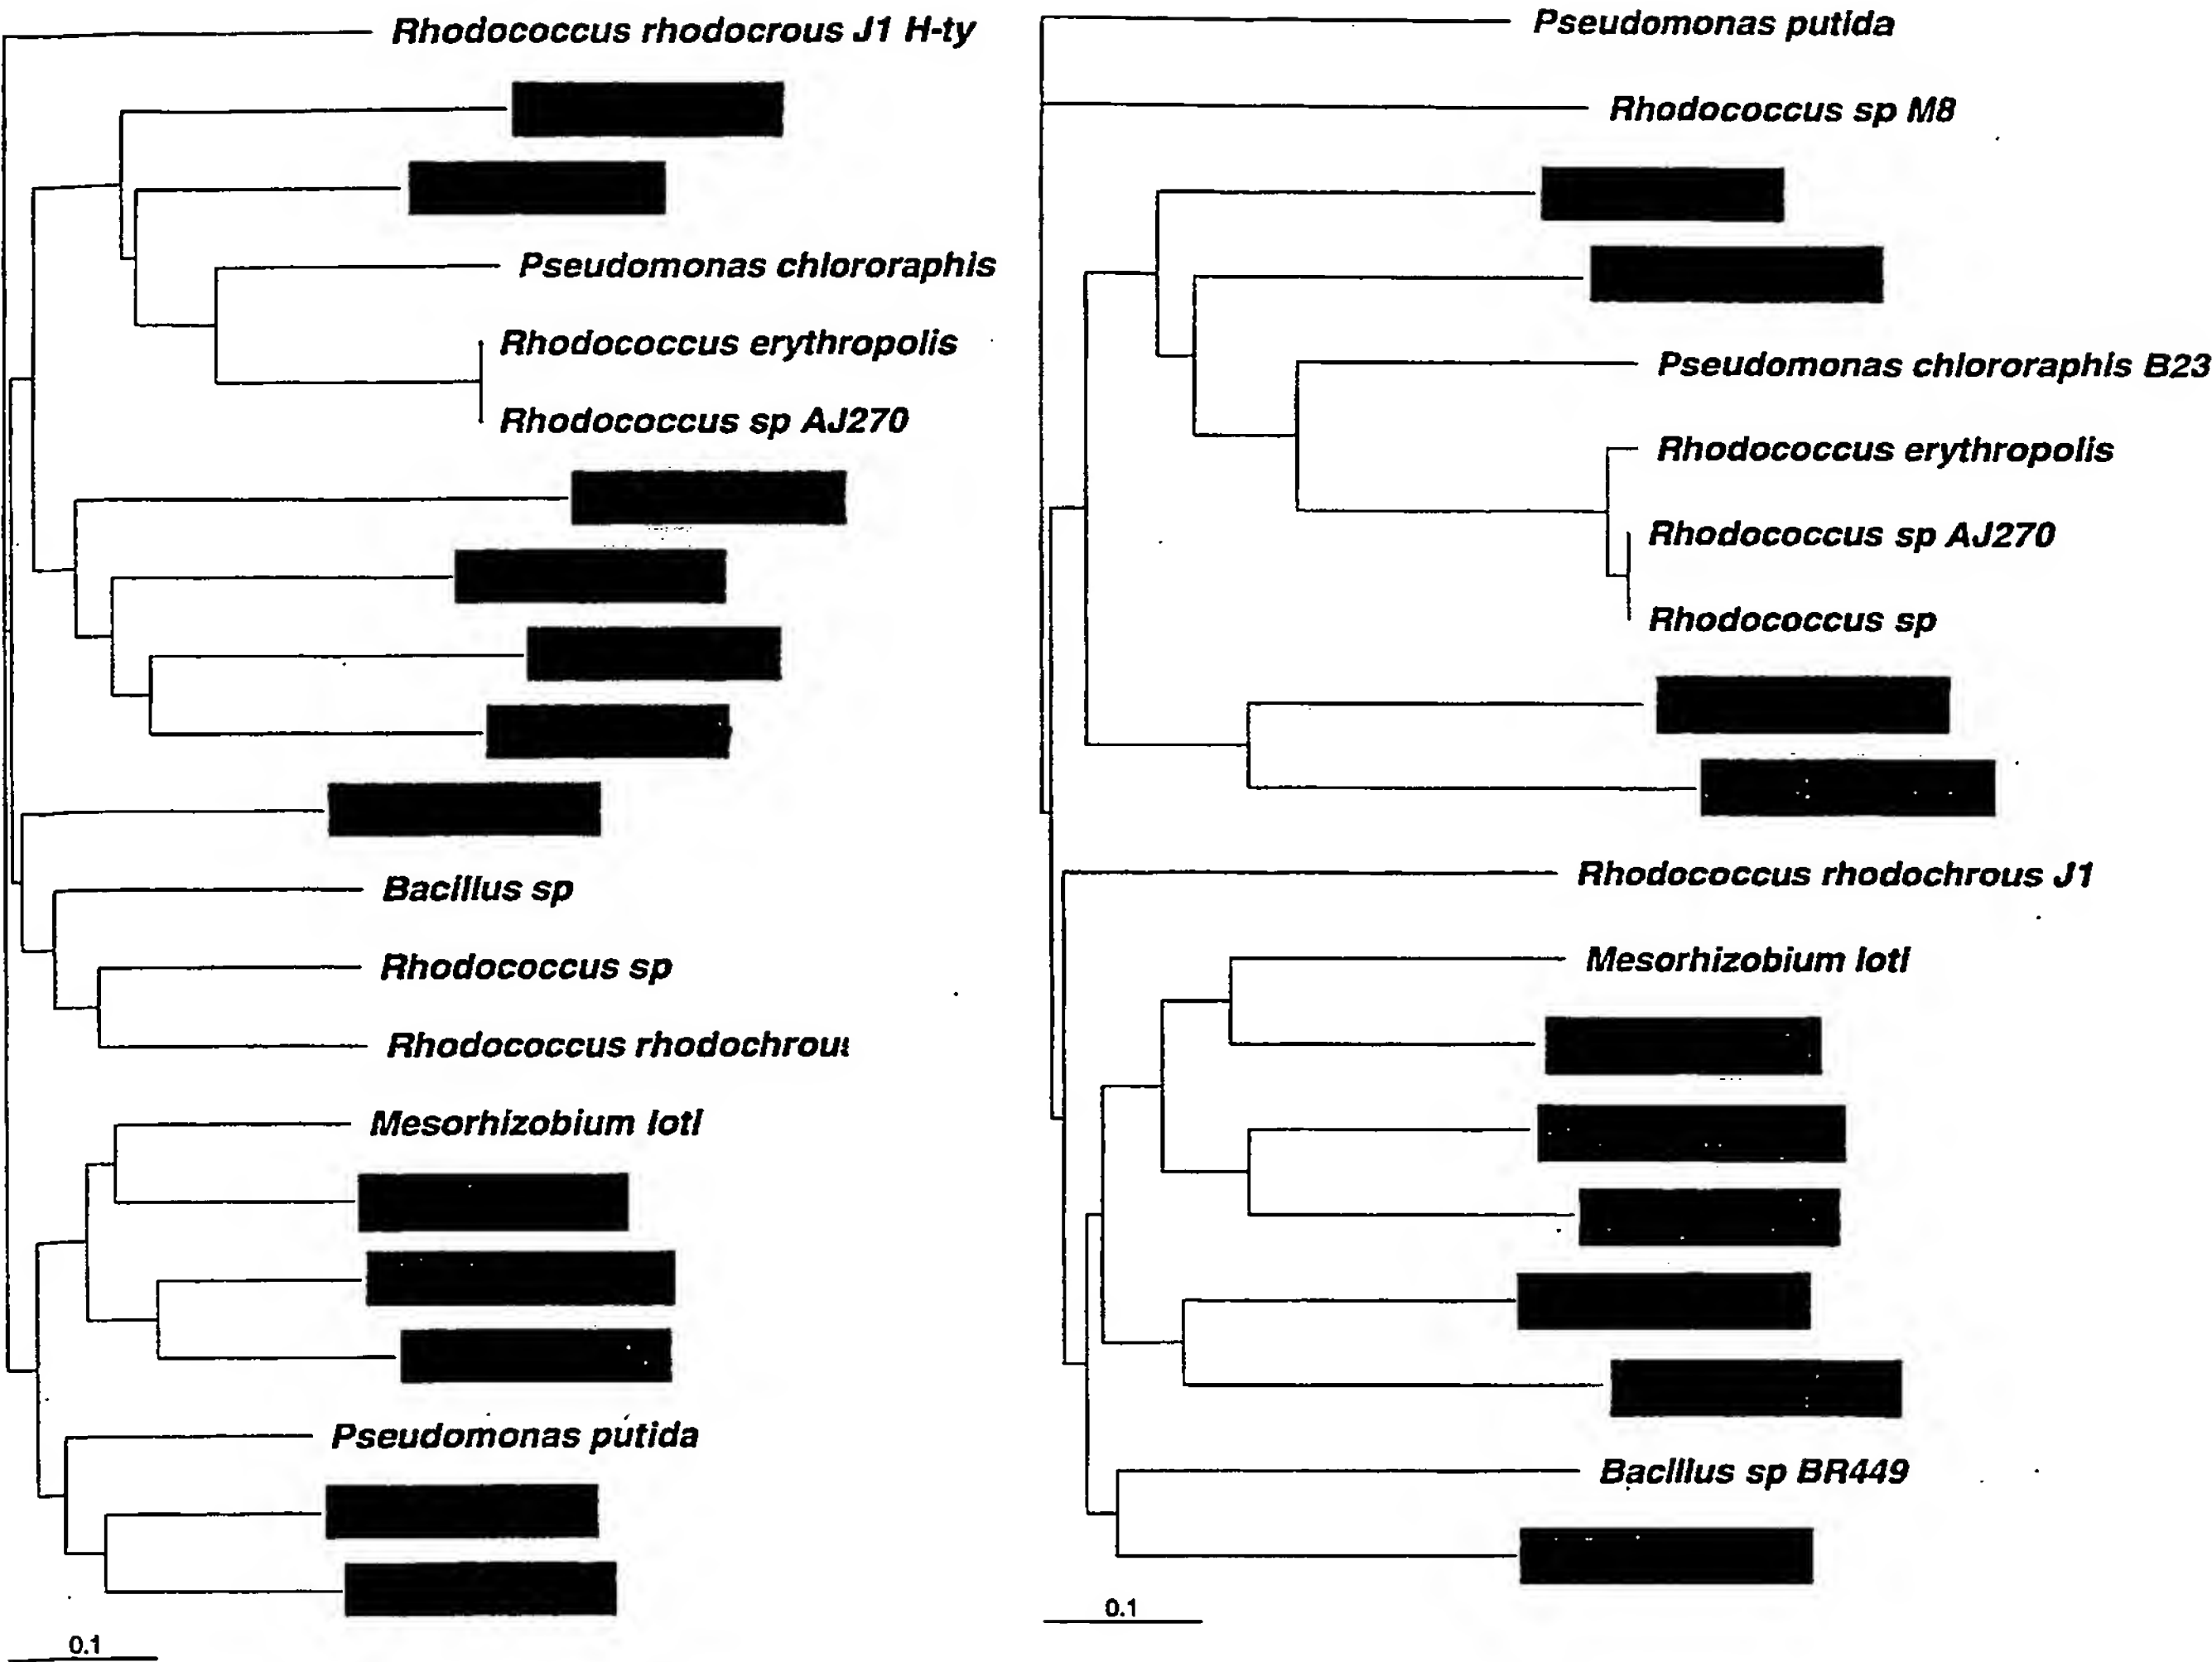 Rhodococcus rhodocrous J1 H-ty
Pseudomonas chlororaphis
Rhodococcus erythropolis
Rhodococcus sp AJ270
Bacillus sp
Rhodococcus sp
Rhodococcus rhodochrous
Mesorhizobium loti
Pseudomonas putida
0.1
Pseudomonas putida
Rhodococcus sp M8
Pseudomonas chlororaphis B23
Rhodococcus erythropolis
Rhodococcus sp AJ270
Rhodococcus sp
Rhodococcus rhodochrous J1
Mesorhizobium loti
Bacillus sp BR449
0.1